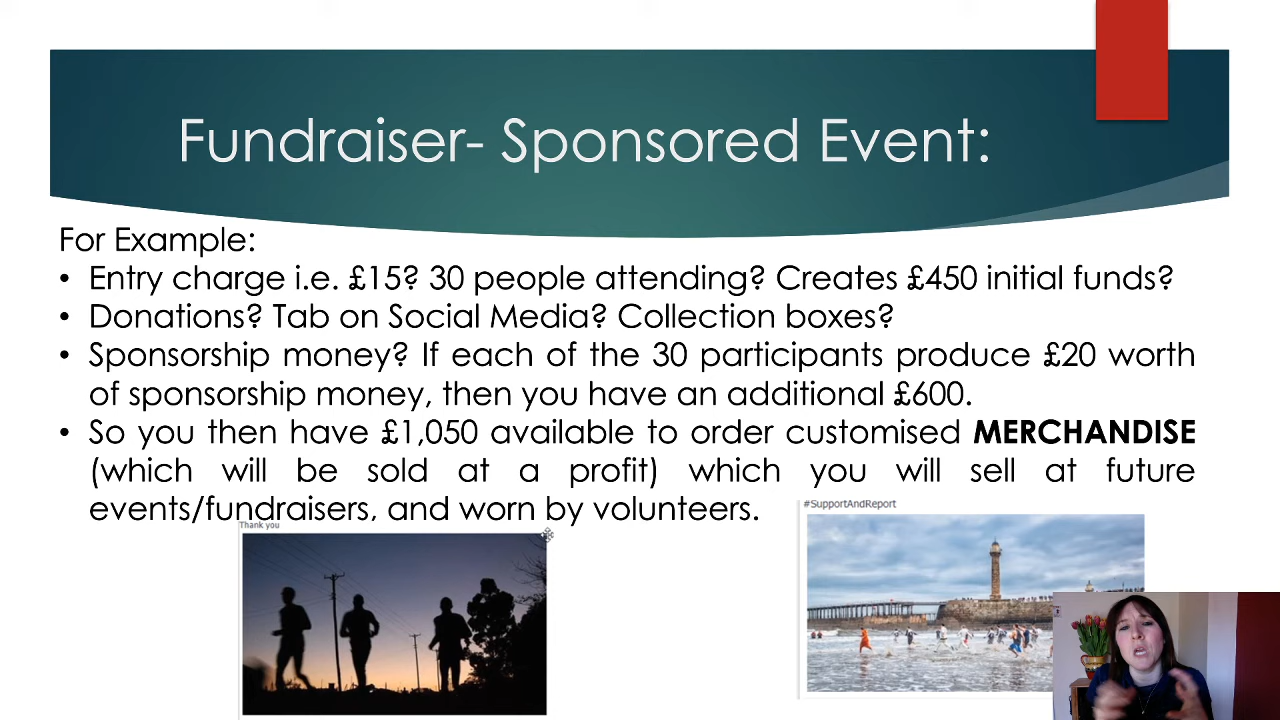 Fundraiser- Sponsored Event:
For Example:
• Entry charge i.e. £15? 30 people attending? Creates £450 initial funds?
• Donations? Tab on Social Media? Collection boxes?
• Sponsorship money? If each of the 30 participants produce £20 worth
of sponsorship money, then you have an additional £600.
• So you then have £1,050 available to order customised MERCHANDISE
(which will be sold at a profit) which you will sell at future
events/fundraisers, and worn by volunteers.
Thank you
#SupportAndReport